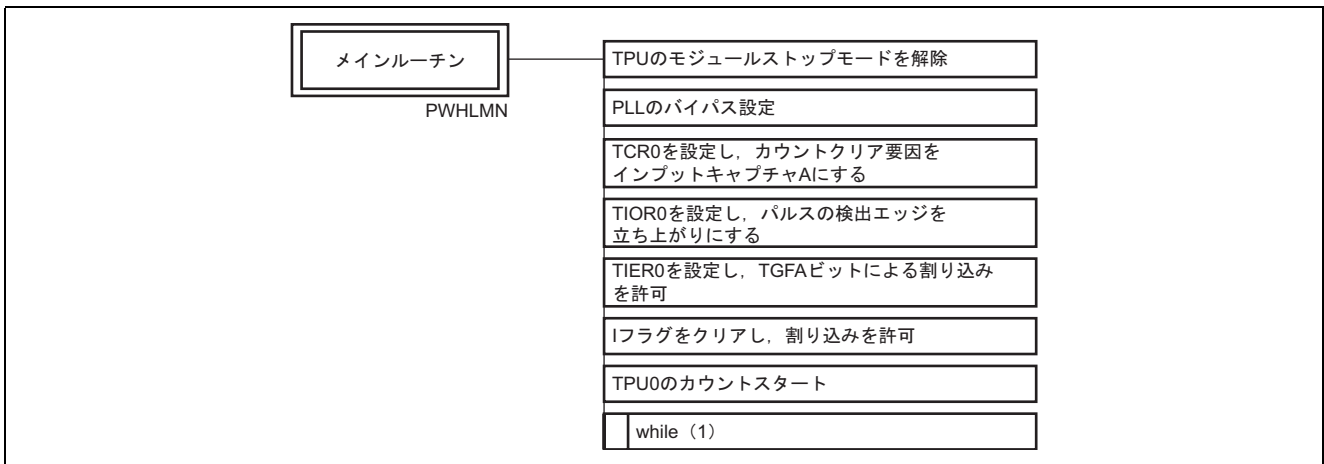 メインルーチン
PWHLMN
TPUのモジュールストップモードを解除
PLLのバイパス設定
TCR0を設定し，カウントクリア要因を
インプットキャプチャAにする
TIOR0を設定し，パルスの検出エッジを
立ち上がりにする
TIER0を設定し，TGFAビットによる割り込み
を許可
Iフラグをクリアし，割り込みを許可
TPU0のカウントスタート
while（1）